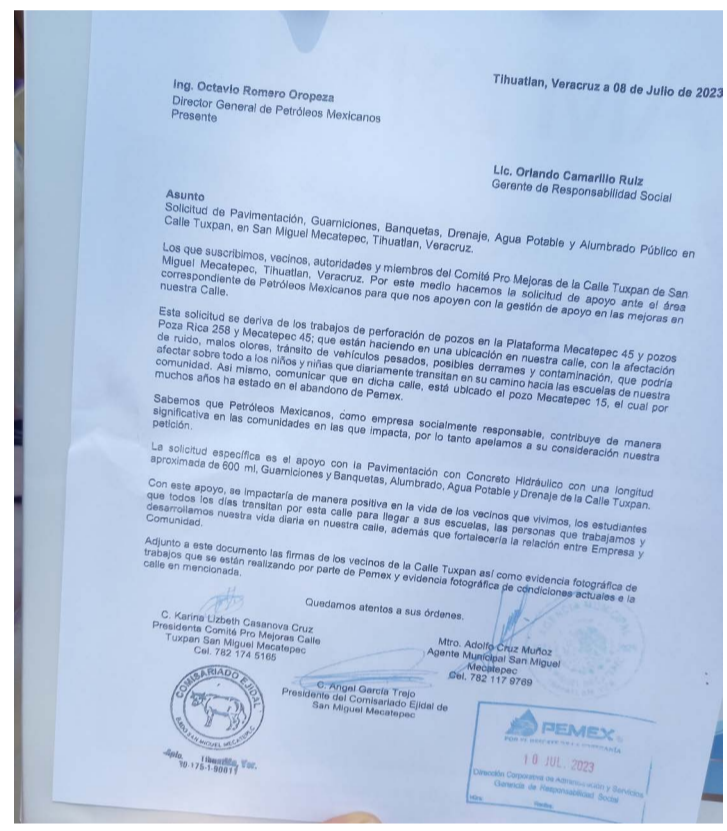 Tihuatlan, Veracruz a 08 de Julio de 2023
Ing. Octavio Romero Oropeza
Director General de Petróleos Mexicanos
Presente
Lic. Orlando Camarillo Ruiz
Gerente de Responsabilidad Social
Asunto
Solicitud de Pavimentación, Guarniciones, Banquetas, Drenaje, Agua Potable y Alumbrado Público en
Calle Tuxpan, en San Miguel Mecatepec, Tihuatlan, Veracruz.
Los que suscribimos, vecinos, autoridades y miembros del Comité Pro Mejoras de la Calle Tuxpan de San
Miguel Mecatepec, Tihuatlan, Veracruz. Por este medio hacemos la solicitud de apoyo ante el área
correspondiente de Petróleos Mexicanos para que nos apoyen con la gestión de apoyo en las mejoras en
nuestra Calle.
Esta solicitud se deriva de los trabajos de perforación de pozos en la Plataforma Mecatepec 45 y pozos
Poza Rica 258 y Mecatepec 45; que están haciendo en una ubicación en nuestra calle, con la afectación
de ruido, malos olores, tránsito de vehículos pesados, posibles derrames y contaminación, que podría
afectar sobre todo a los niños y niñas que diariamente transitan en su camino hacia las escuelas de nuestra
comunidad. Así mismo, comunicar que en dicha calle, está ubicado el pozo Mecatepec 15, el cual por
muchos años ha estado en el abandono de Pemex.
Sabemos que Petróleos Mexicanos, como empresa socialmente responsable, contribuye de manera
significativa en las comunidades en las que impacta, por lo tanto apelamos a su consideración nuestra
petición.
La solicitud específica es el apoyo con la Pavimentación con Concreto Hidráulico con una longitud
aproximada de 600 ml, Guarniciones y Banquetas, Alumbrado, Agua Potable y Drenaje de la Calle Tuxpan.
Con este apoyo, se impactaría de manera positiva en la vida de los vecinos que vivimos, los estudiantes
que todos los días transitan por esta calle para llegar a sus escuelas, las personas que trabajamos y
desarrollamos nuestra vida diaria en nuestra calle, además que fortalecería la relación entre Empresa y
Comunidad.
Adjunto a este documento las firmas de los vecinos de la Calle Tuxpan así como evidencia fotográfica de
trabajos que se están realizando por parte de Pemex y evidencia fotográfica de condiciones actuales e la
calle en mencionada.
Quedamos atentos a sus órdenes.
C. Karina Lizbeth Casanova Cruz
Presidenta Comité Pro Mejoras Calle
Tuxpan San Miguel Mecatepec
Cel. 782 174 5165
Mtro. Adolfo Cruz Muñoz
Agente Municipal San Miguel
Mecatepec
Cel. 782 117 9769
C. Angel García Trejo
Presidente del Comisariado Ejidal de
San Miguel Mecatepec
COMISARIADO EJIDAL
SAN MIGUEL MECATEPEC
Tihuatlán, Ver.
PEMEX
10 JUL. 2023
Dirección Corporativa de Administración y Servicios
Gerencia de Responsabilidad Social